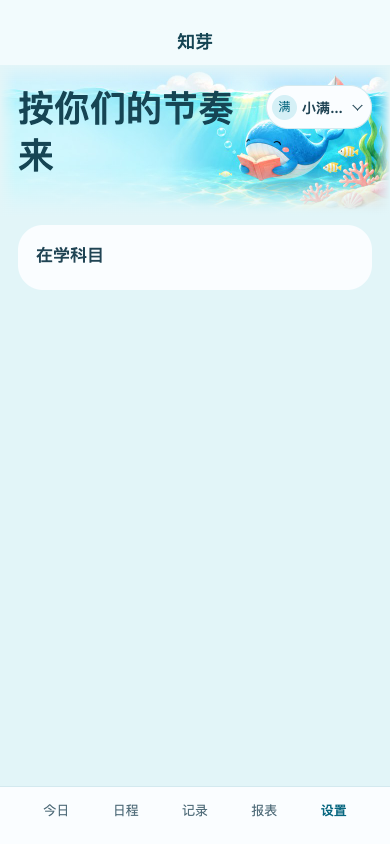 知芽
按你们的节奏
来
满 小满...
在学科目
今日 日程 记录 报表 设置